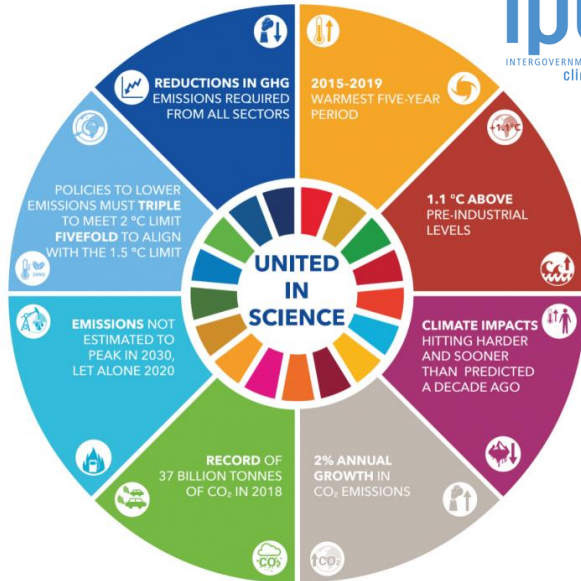 INTERGOVERNM
REDUCTIONS IN GHG
EMISSIONS REQUIRED
FROM ALL SECTORS
2015-2019
WARMEST FIVE-YEAR
PERIOD
+1.1°C
POLICIES TO LOWER
EMISSIONS MUST TRIPLE
TO MEET 2 °C LIMIT
FIVEFOLD TO ALIGN
WITH THE 1.5 °C LIMIT
1.1 °C ABOVE
PRE-INDUSTRIAL
LEVELS
UNITED
IN
SCIENCE
EMISSIONS NOT
ESTIMATED TO
PEAK IN 2030,
LET ALONE 2020
CLIMATE IMPACTS
HITTING HARDER
AND SOONER
THAN PREDICTED
A DECADE AGO
RECORD OF
37 BILLION TONNES
OF CO₂ IN 2018
2% ANNUAL
GROWTH IN
CO₂ EMISSIONS
CO₂
CO₂